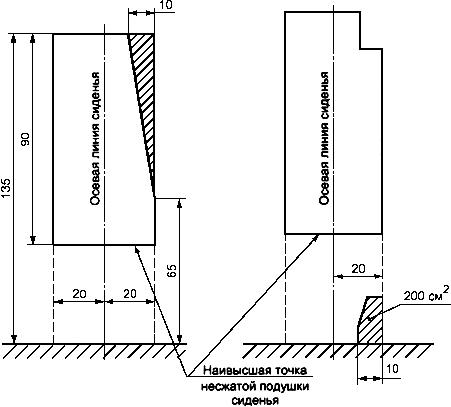 10
Осевая линия сиденья
90
135
65
20
20
Осевая линия сиденья
20
200 см²
10
Наивысшая точка
несжатой подушки
сиденья